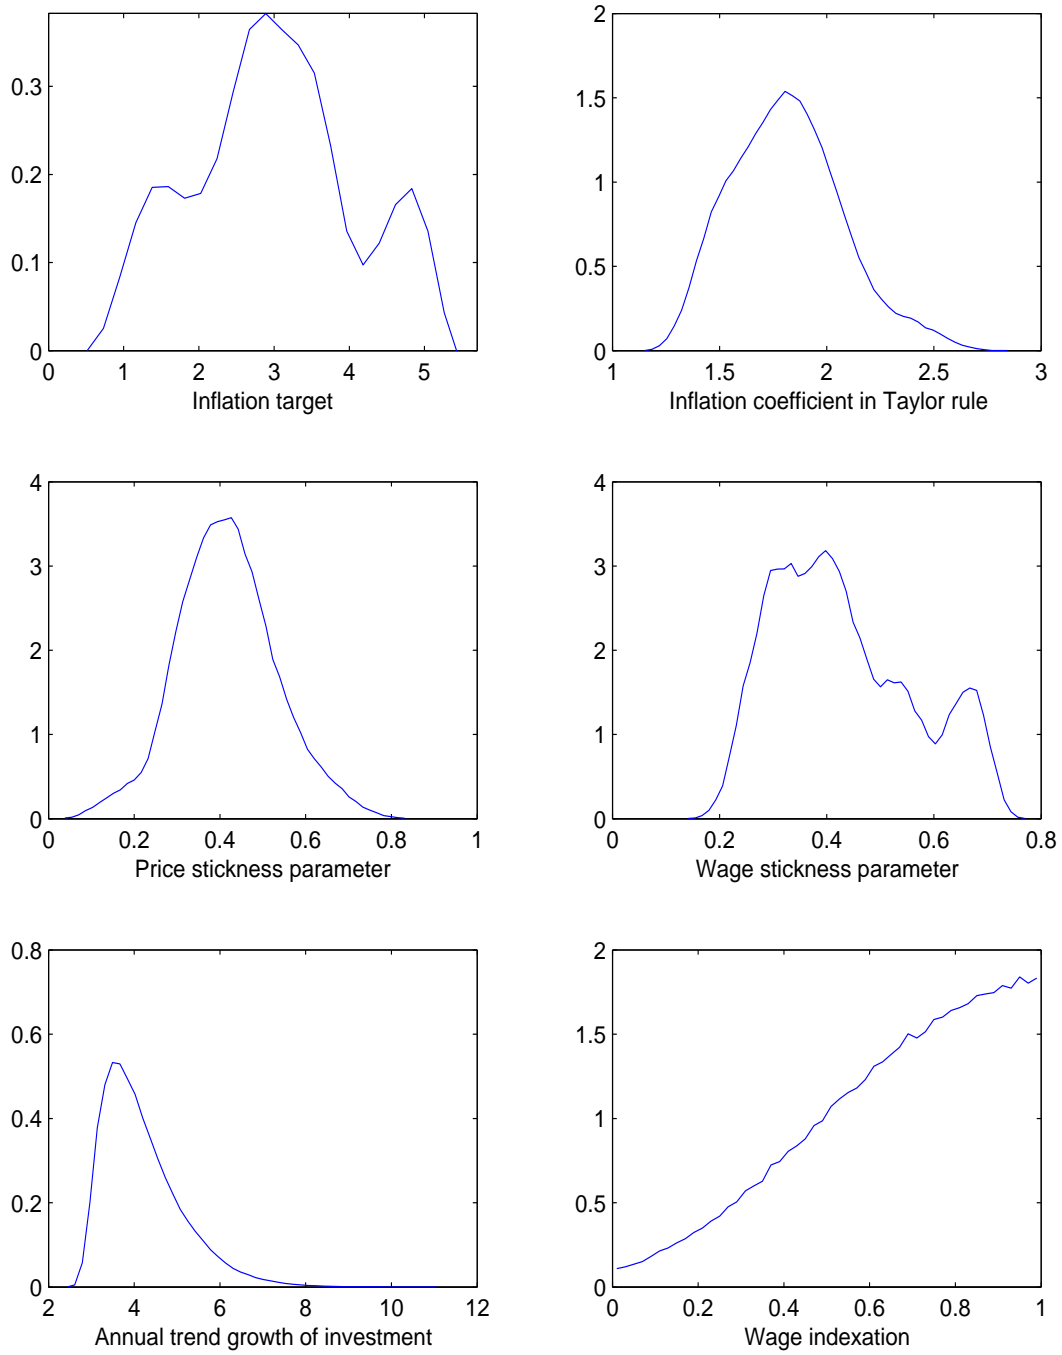 0.3
0.2
0.1
0
0 1 2 3 4 5
Inflation target
2
1.5
1
0.5
0
1 1.5 2 2.5 3
Inflation coefficient in Taylor rule
4
3
2
1
0
0 0.2 0.4 0.6 0.8 1
Price stickness parameter
4
3
2
1
0
0 0.2 0.4 0.6 0.8
Wage stickness parameter
0.8
0.6
0.4
0.2
0
2 4 6 8 10 12
Annual trend growth of investment
2
1.5
1
0.5
0
0 0.2 0.4 0.6 0.8 1
Wage indexation